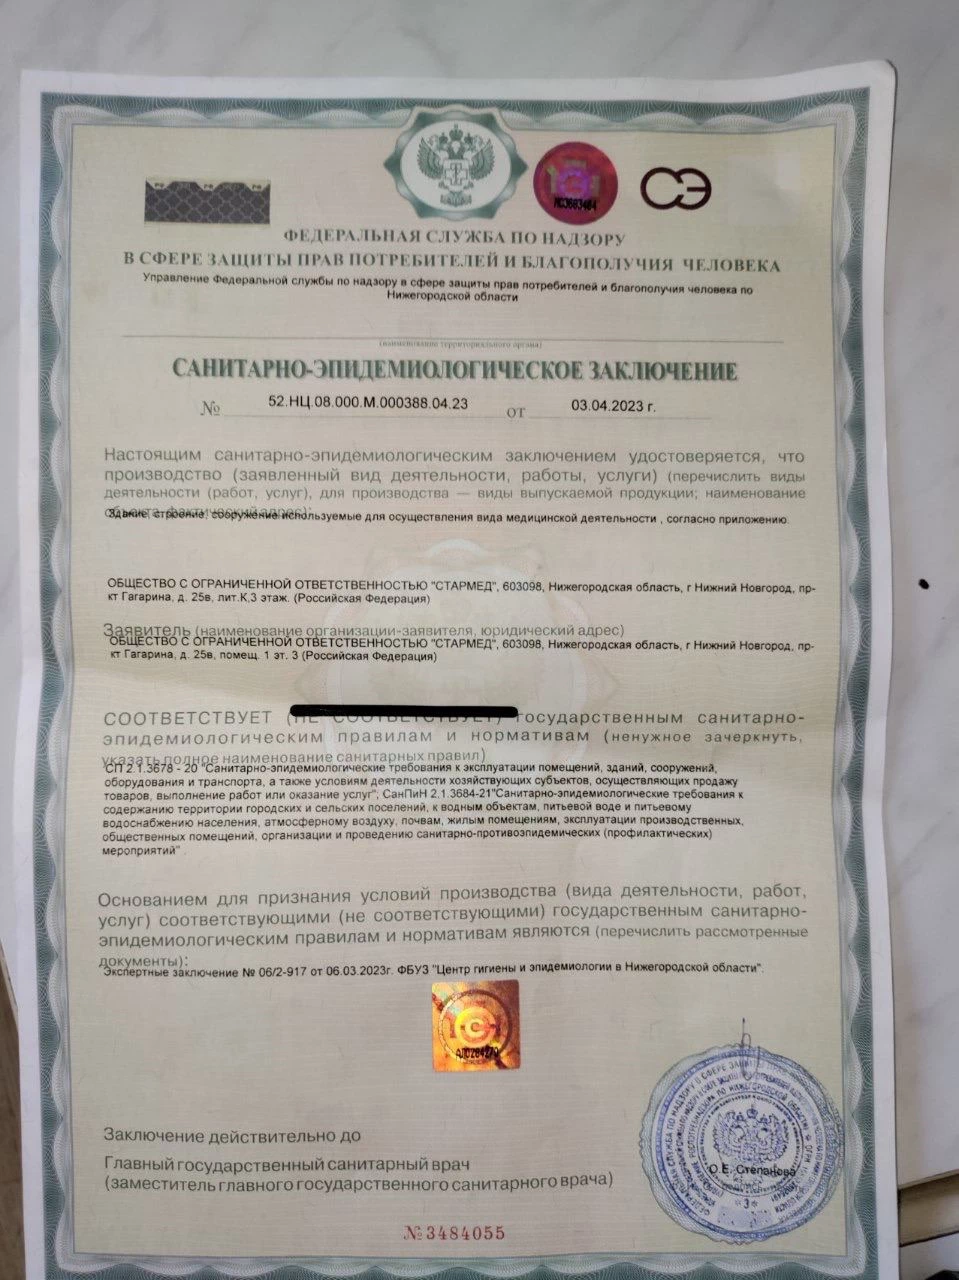 РФ РФ РФ
№3683484
СЭ
ФЕДЕРАЛЬНАЯ СЛУЖБА ПО НАДЗОРУ
В СФЕРЕ ЗАЩИТЫ ПРАВ ПОТРЕБИТЕЛЕЙ И БЛАГОПОЛУЧИЯ ЧЕЛОВЕКА
Управление Федеральной службы по надзору в сфере защиты прав потребителей и благополучия человека по
Нижегородской области
(наименование территориального органа)
САНИТАРНО-ЭПИДЕМИОЛОГИЧЕСКОЕ ЗАКЛЮЧЕНИЕ
№ 52.НЦ.08.000.М.000388.04.23 от 03.04.2023 г.
Настоящим санитарно-эпидемиологическим заключением удостоверяется, что
производство (заявленный вид деятельности, работы, услуги) (перечислить виды
деятельности (работ, услуг), для производства — виды выпускаемой продукции; наименование
объекта, фактический адрес):
Здание, строение, сооружение используемые для осуществления вида медицинской деятельности , согласно приложению.
ОБЩЕСТВО С ОГРАНИЧЕННОЙ ОТВЕТСТВЕННОСТЬЮ "СТАРМЕД", 603098, Нижегородская область, г Нижний Новгород, пр-
кт Гагарина, д. 25в, лит.К,3 этаж. (Российская Федерация)
Заявитель (наименование организации-заявителя, юридический адрес)
ОБЩЕСТВО С ОГРАНИЧЕННОЙ ОТВЕТСТВЕННОСТЬЮ "СТАРМЕД", 603098, Нижегородская область, г Нижний Новгород, пр-
кт Гагарина, д. 25в, помещ. 1 эт. 3 (Российская Федерация)
СООТВЕТСТВУЕТ (НЕ СООТВЕТСТВУЕТ) государственным санитарно-
эпидемиологическим правилам и нормативам (ненужное зачеркнуть,
указать полное наименование санитарных правил)
СП 2.1.3678 - 20 "Санитарно-эпидемиологические требования к эксплуатации помещений, зданий, сооружений,
оборудования и транспорта, а также условиям деятельности хозяйствующих субъектов, осуществляющих продажу
товаров, выполнение работ или оказание услуг", СанПиН 2.1.3684-21"Санитарно-эпидемиологические требования к
содержанию территории городских и сельских поселений, к водным объектам, питьевой воде и питьевому
водоснабжению населения, атмосферному воздуху, почвам, жилым помещениям, эксплуатации производственных,
общественных помещений, организации и проведению санитарно-противоэпидемических (профилактических)
мероприятий" .
Основанием для признания условий производства (вида деятельности, работ,
услуг) соответствующими (не соответствующими) государственным санитарно-
эпидемиологическим правилам и нормативам являются (перечислить рассмотренные
документы):
Экспертные заключение № 06/2-917 от 06.03.2023г. ФБУЗ "Центр гигиены и эпидемиологии в Нижегородской области".
Заключение действительно до
Главный государственный санитарный врач
(заместитель главного государственного санитарного врача)
О.Е. Степанова
№3484055